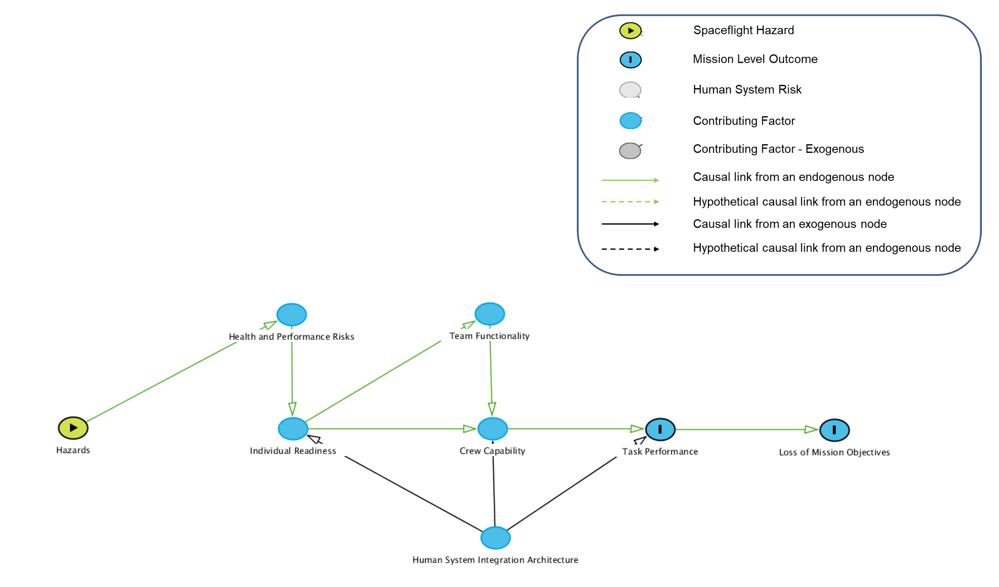 Spaceflight Hazard
Mission Level Outcome
Human System Risk
Contributing Factor
Contributing Factor - Exogenous
Causal link from an endogenous node
Hypothetical causal link from an endogenous node
Causal link from an exogenous node
Hypothetical causal link from an endogenous node
Health and Performance Risks
Team Functionality
Hazards
Individual Readiness
Crew Capability
Task Performance
Loss of Mission Objectives
Human System Integration Architecture